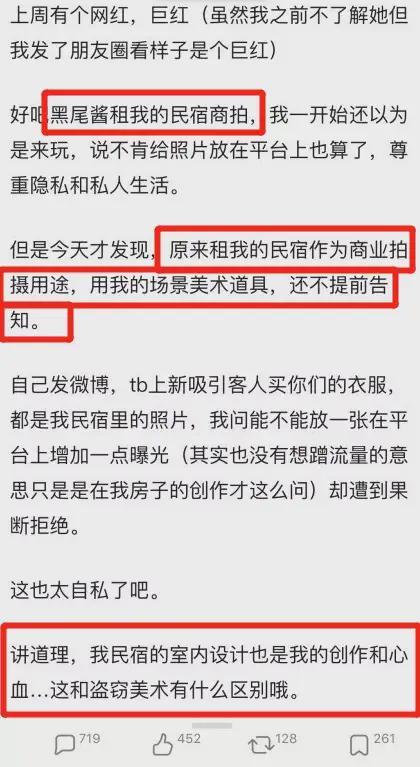 上周有个网红，巨红（虽然我之前不了解她但
我发了朋友圈看样子是个巨红）
好吧黑尾酱租我的民宿商拍，我一开始还以为
是来玩，说不肯给照片放在平台上也算了，尊
重隐私和私人生活。
但是今天才发现，原来租我的民宿作为商业拍
摄用途，用我的场景美术道具，还不提前告
知。
自己发微博，tb上新吸引客人买你们的衣服，
都是我民宿里的照片，我问能不能放一张在平
台上增加一点曝光（其实也没有想蹭流量的意
思只是是在我房子的创作才这么问）却遭到果
断拒绝。
这也太自私了吧。
讲道理，我民宿的室内设计也是我的创作和心
血...这和盗窃美术有什么区别哦。
719 452 128 261